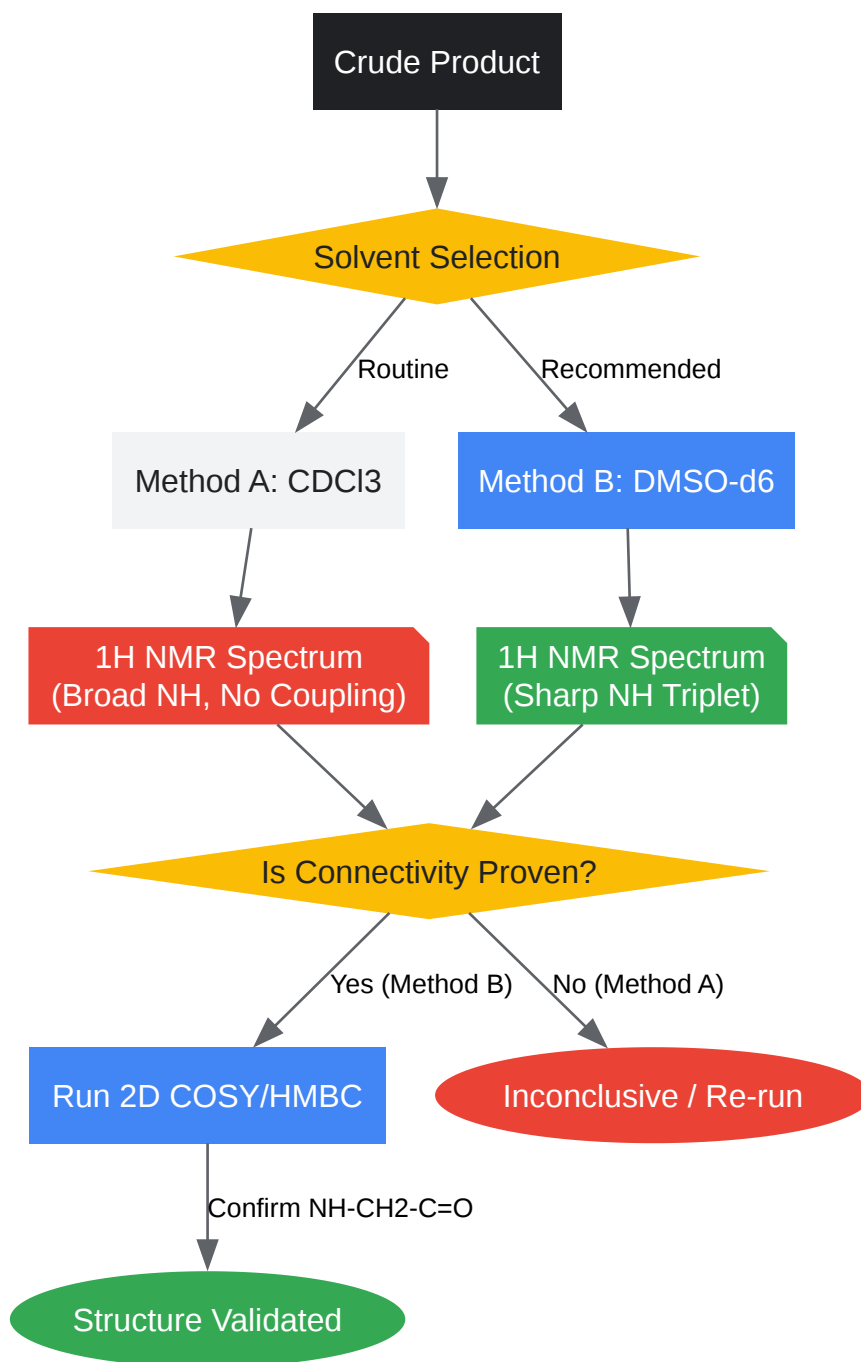 Crude Product
Solvent Selection
Routine
Recommended
Method A: CDCl3
Method B: DMSO-d6
1H NMR Spectrum
(Broad NH, No Coupling)
1H NMR Spectrum
(Sharp NH Triplet)
Is Connectivity Proven?
Yes (Method B)
No (Method A)
Run 2D COSY/HMBC
Inconclusive / Re-run
Confirm NH-CH2-C=O
Structure Validated